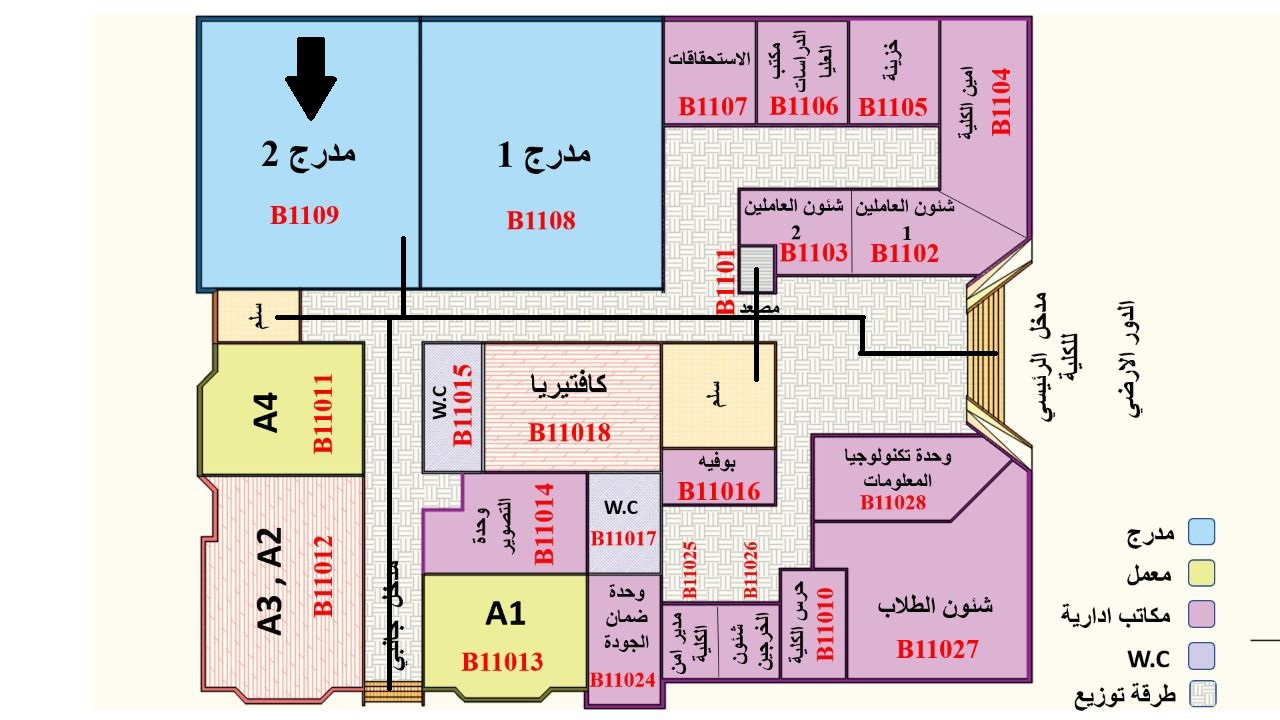 مدرج 2
B1109
مدرج 1
B1108
الاستحقاقات
B1107
مكتب
الدراسات
العليا
B1106
خزينة
B1105
امين الكلية
B1104
شئون العاملين
2
B1103
شئون العاملين
1
B1102
B1101
مصعد
سلم
مدخل الرئيسي
للكلية
الدور الارضي
A4
B11011
W.C
B11015
كافتيريا
B11018
سلم
بوفيه
B11016
وحدة تكنولوجيا
المعلومات
B11028
A3 , A2
B11012
مدخل جانبي
وحدة
التصوير
B11014
W.C
B11017
A1
B11013
وحدة
ضمان
الجودة
B11024
B11025
B11026
مدير امن
الكلية
شئون
الخرجين
حرس الكلية
B11010
شئون الطلاب
B11027
مدرج
معمل
مكاتب ادارية
W.C
طرقة توزيع